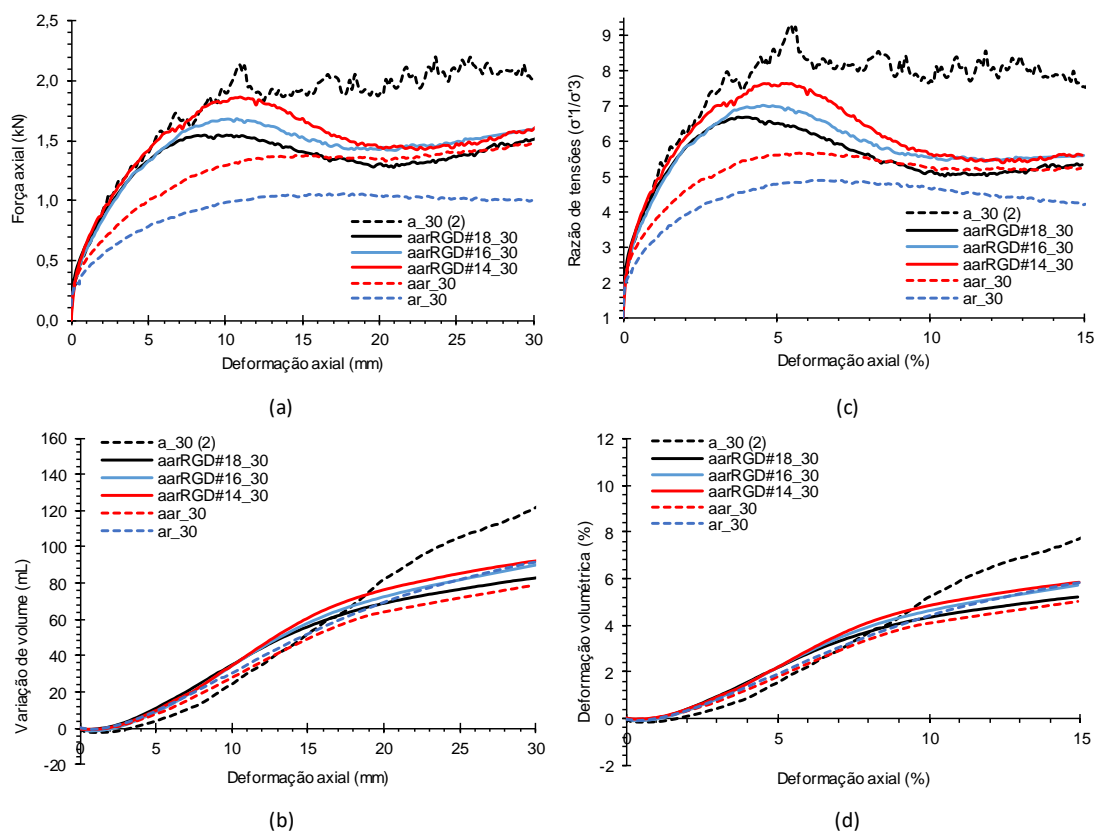 (a)
2,5
2,0
1,5
1,0
0,5
0,0
Força axial (kN)
a_30 (2)
aarRGD#18_30
aarRGD#16_30
aarRGD#14_30
aar_30
ar_30
0 5 10 15 20 25 30
Deformação axial (mm)
(a)
9
8
7
6
5
4
3
2
1
Razão de tensões (σ'1/σ'3)
a_30 (2)
aarRGD#18_30
aarRGD#16_30
aarRGD#14_30
aar_30
ar_30
0 5 10 15
Deformação axial (%)
(c)
160
140
120
100
80
60
40
20
0
-20
Variação de volume (mL)
a_30 (2)
aarRGD#18_30
aarRGD#16_30
aarRGD#14_30
aar_30
ar_30
0 5 10 15 20 25 30
Deformação axial (mm)
(b)
12
10
8
6
4
2
0
-2
Deformação volumétrica (%)
a_30 (2)
aarRGD#18_30
aarRGD#16_30
aarRGD#14_30
aar_30
ar_30
0 5 10 15
Deformação axial (%)
(d)